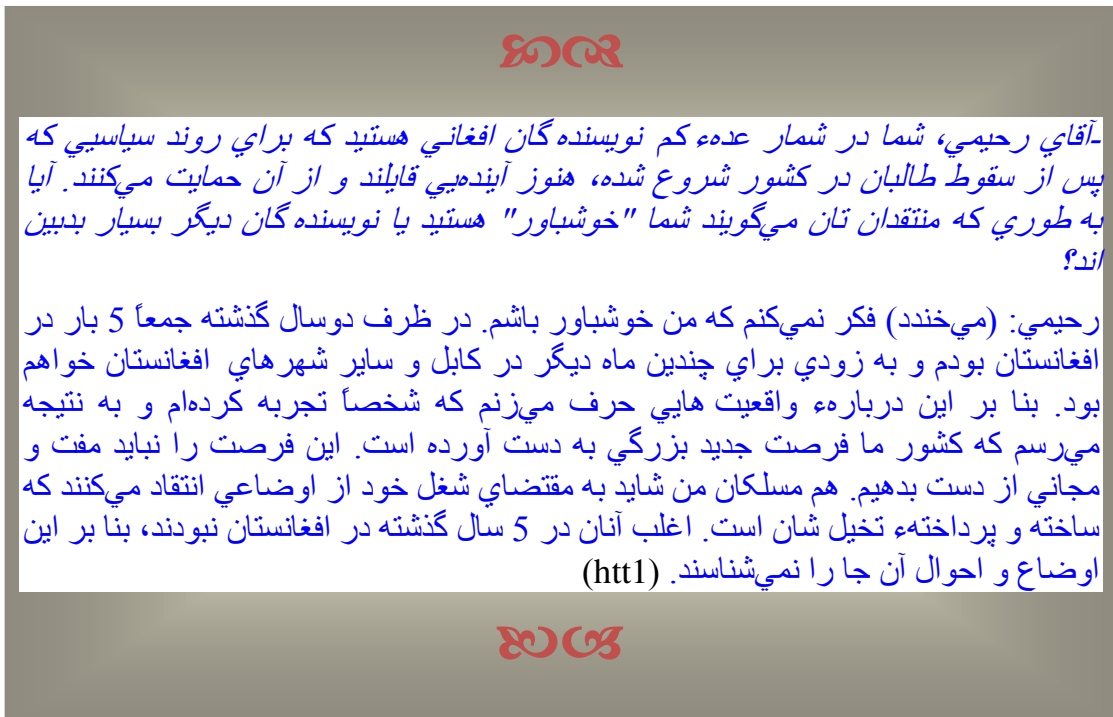 -آقاي رحيمي، شما در شمار عدهء كم نويسنده گان افغاني هستيد كه براي روند سياسيي كه
پس از سقوط طالبان در كشور شروع شده، هنوز آينده‌يي قايلند و از آن حمايت مي‌كنند. آيا
به طوري كه منتقدان تان مي‌گويند شما "خوشباور" هستيد يا نويسنده گان ديگر بسيار بدبين
اند؟
رحيمي: (مي‌خندد) فكر نمي‌كنم كه من خوشباور باشم. در ظرف دوسال گذشته جمعاً 5 بار در
افغانستان بودم و به زودي براي چندين ماه ديگر در كابل و ساير شهرهاي افغانستان خواهم
بود. بنا بر اين دربارهء واقعيت هايي حرف مي‌زنم كه شخصاً تجربه كرده‌ام و به نتيجه
مي‌رسم كه كشور ما فرصت جديد بزرگي به دست آورده است. اين فرصت را نبايد مفت و
مجاني از دست بدهيم. هم مسلكان من شايد به مقتضاي شغل خود از اوضاعي انتقاد مي‌كنند كه
ساخته و پرداختهء تخيل شان است. اغلب آنان در 5 سال گذشته در افغانستان نبودند، بنا بر اين
اوضاع و احوال آن جا را نمي‌شناسند. (htt1)